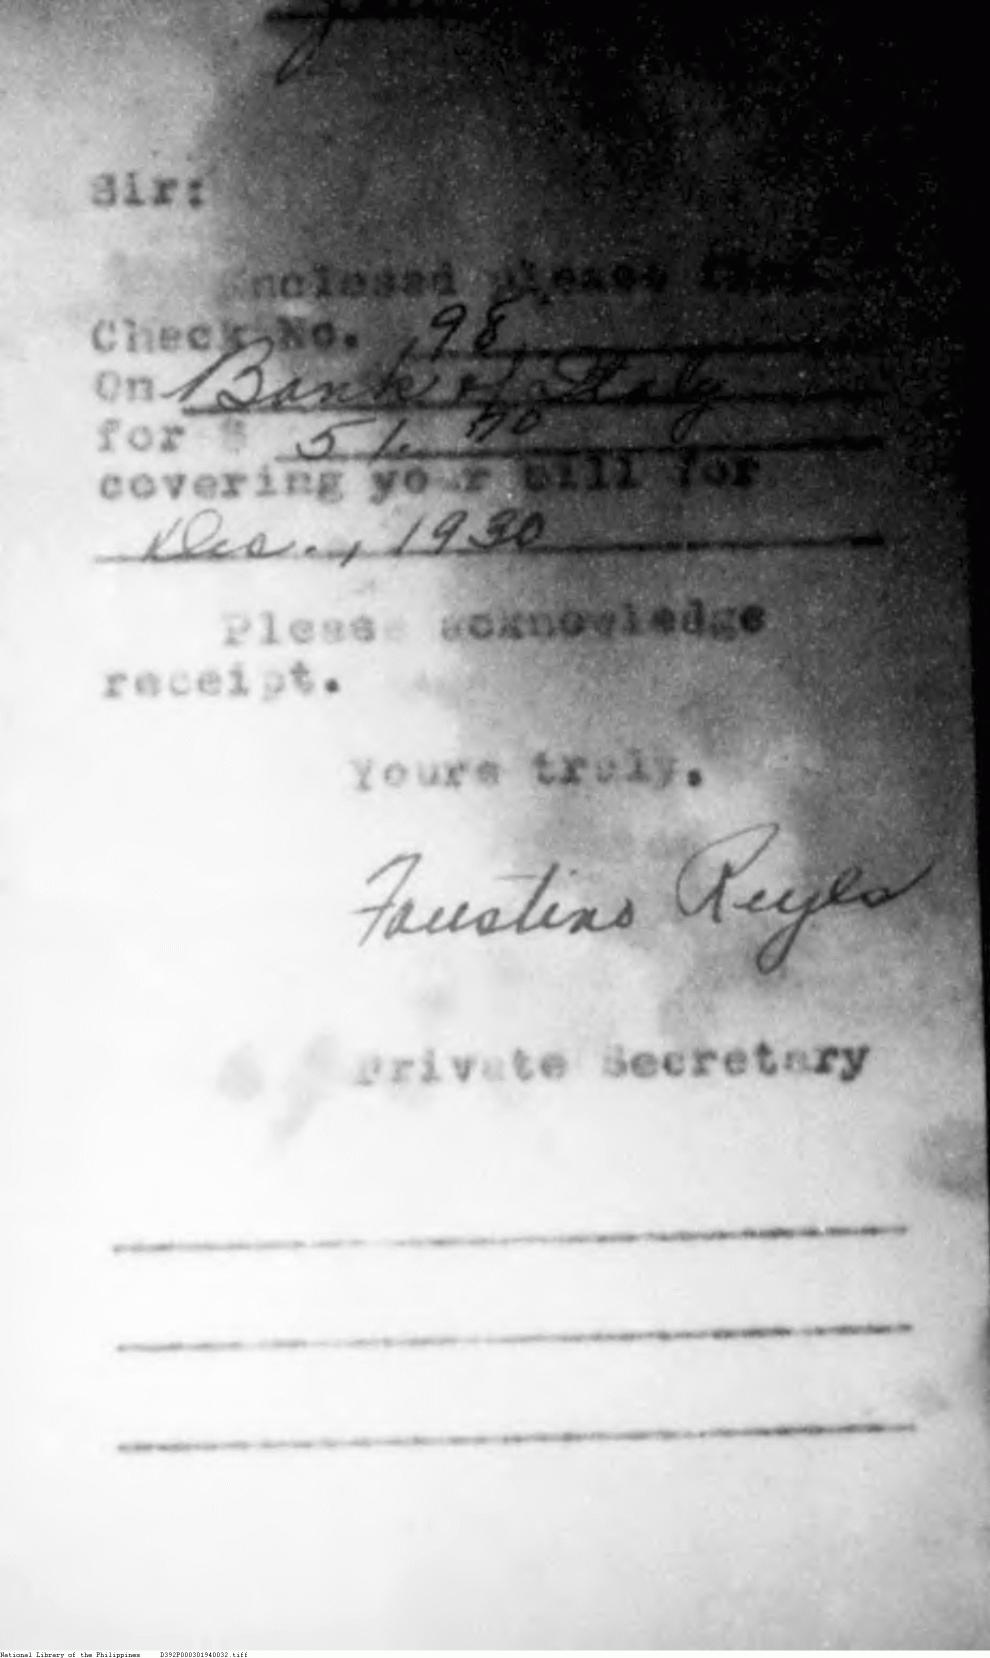 Sir:
Enclosed please find
Check No. 98
On Bank of Italy
for $ 51.70
covering your bill for
Dec., 1930
Please acknowledge
receipt.
Yours truly.
Faustino Reyes
Private Secretary
National Library of the Philippines D392P000301940032.tiff